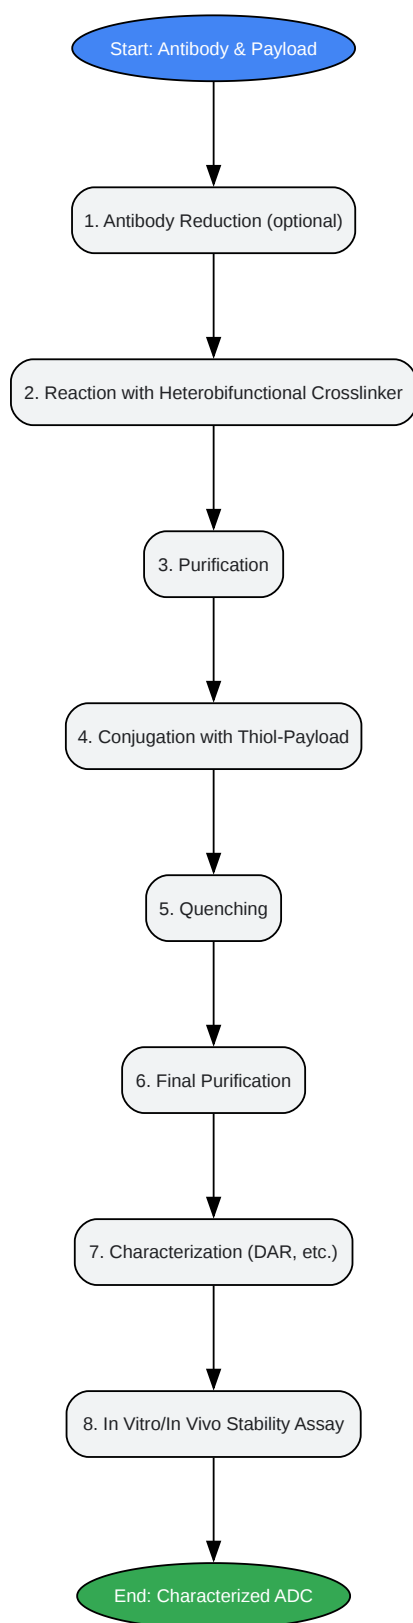 Start: Antibody & Payload
1. Antibody Reduction (optional)
2. Reaction with Heterobifunctional Crosslinker
3. Purification
4. Conjugation with Thiol-Payload
5. Quenching
6. Final Purification
7. Characterization (DAR, etc.)
8. In Vitro/In Vivo Stability Assay
End: Characterized ADC